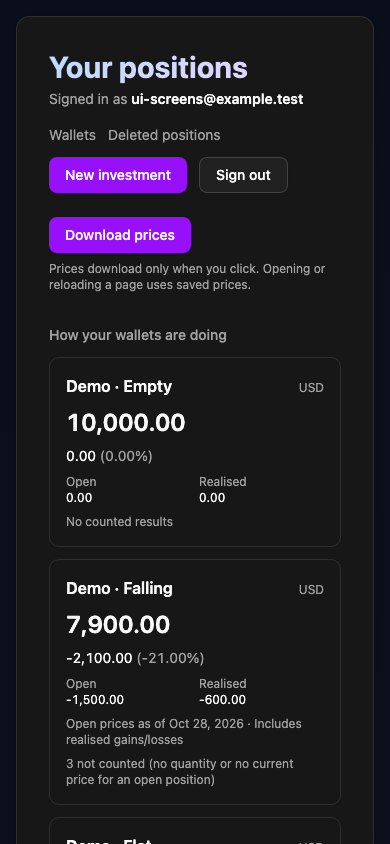 Your positions
Signed in as ui-screens@example.test
Wallets Deleted positions
New investment Sign out
Download prices
Prices download only when you click. Opening or
reloading a page uses saved prices.
How your wallets are doing
Demo · Empty USD
10,000.00
0.00 (0.00%)
Open Realised
0.00 0.00
No counted results
Demo · Falling USD
7,900.00
-2,100.00 (-21.00%)
Open Realised
-1,500.00 -600.00
Open prices as of Oct 28, 2026 · Includes
realised gains/losses
3 not counted (no quantity or no current
price for an open position)
Demo · Flat USD